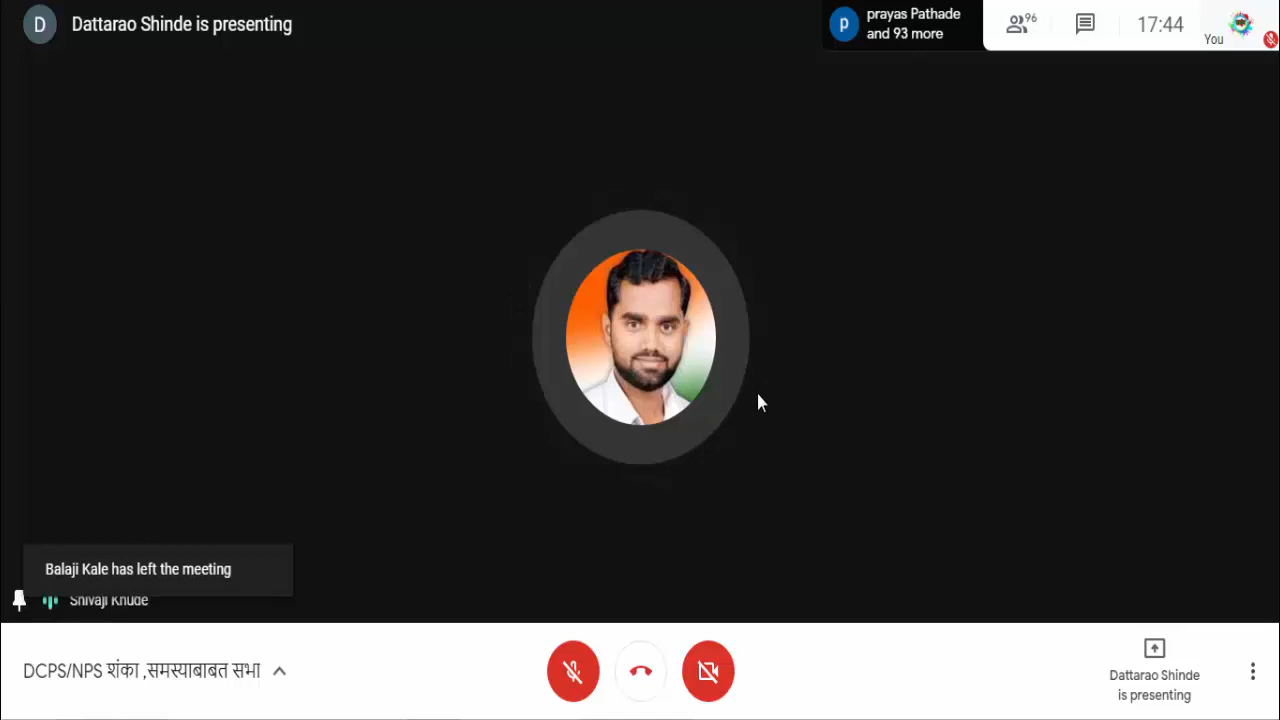 D
Dattarao Shinde is presenting
p
prayas Pathade
and 93 more
96
17:44
You
Balaji Kale has left the meeting
Shivaji Khude
DCPS/NPS शंका ,समस्याबाबत सभा
Dattarao Shinde
is presenting